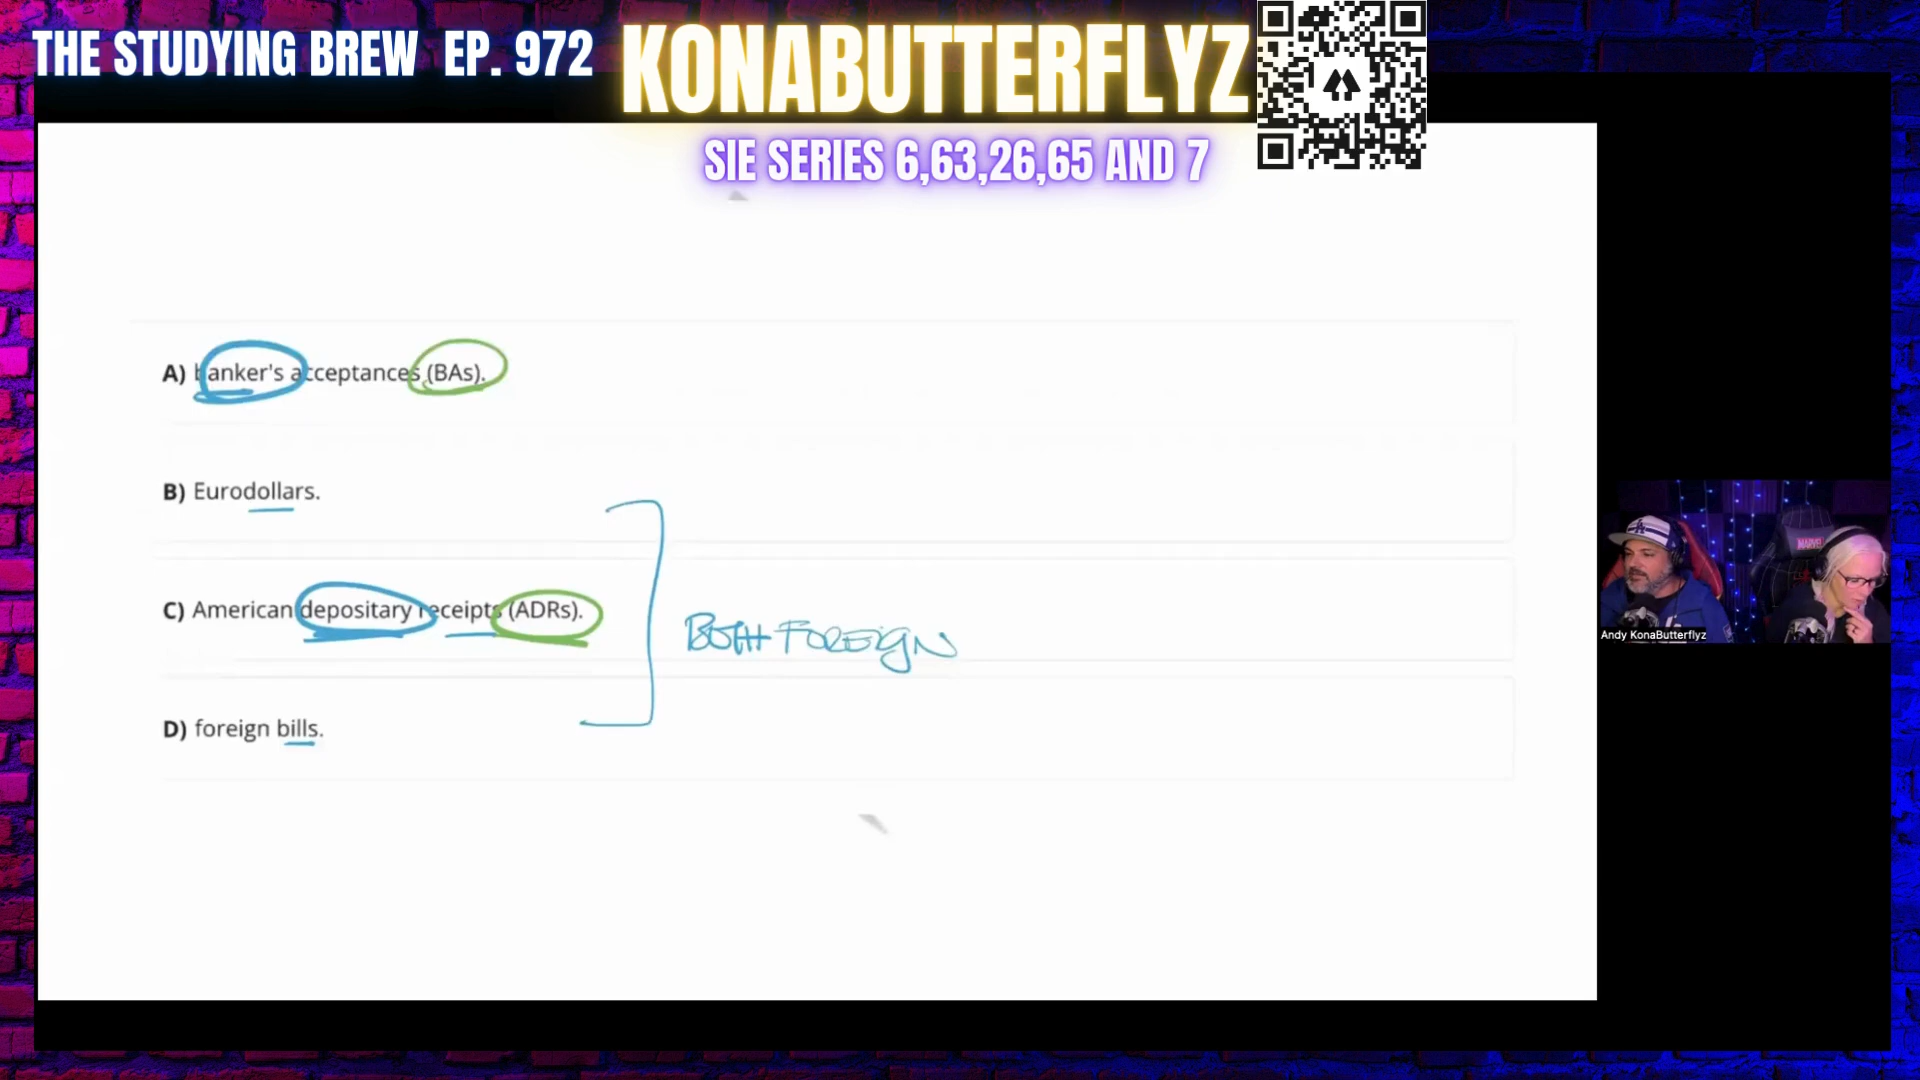 THE STUDYING BREW EP. 972
KONABUTTERFLYZ
SIE SERIES 6,63,26,65 AND 7
A) banker's acceptances (BAs).
B) Eurodollars.
C) American depositary receipts (ADRs).
BOTH FOREIGN
D) foreign bills.
MARVEL
Andy KonaButterflyz